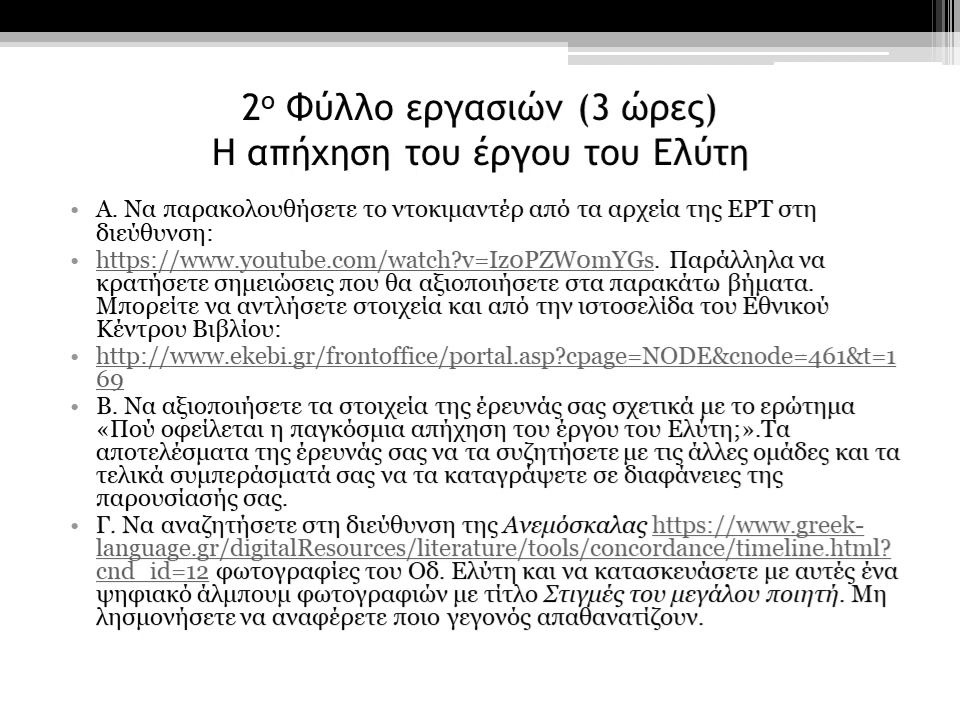 2ο Φύλλο εργασιών (3 ώρες)
Η απήχηση του έργου του Ελύτη
• Α. Να παρακολουθήσετε το ντοκιμαντέρ από τα αρχεία της ΕΡΤ στη
διεύθυνση:
• https://www.youtube.com/watch?v=Iz0PZW0mYGs. Παράλληλα να
κρατήσετε σημειώσεις που θα αξιοποιήσετε στα παρακάτω βήματα.
Μπορείτε να αντλήσετε στοιχεία και από την ιστοσελίδα του Εθνικού
Κέντρου Βιβλίου:
• http://www.ekebi.gr/frontoffice/portal.asp?cpage=NODE&cnode=461&t=1
69
• Β. Να αξιοποιήσετε τα στοιχεία της έρευνάς σας σχετικά με το ερώτημα
«Πού οφείλεται η παγκόσμια απήχηση του έργου του Ελύτη;».Τα
αποτελέσματα της έρευνάς σας να τα συζητήσετε με τις άλλες ομάδες και τα
τελικά συμπεράσματά σας να τα καταγράψετε σε διαφάνειες της
παρουσίασής σας.
• Γ. Να αναζητήσετε στη διεύθυνση της Ανεμόσκαλας https://www.greek-
language.gr/digitalResources/literature/tools/concordance/timeline.html?
cnd_id=12 φωτογραφίες του Οδ. Ελύτη και να κατασκευάσετε με αυτές ένα
ψηφιακό άλμπουμ φωτογραφιών με τίτλο Στιγμές του μεγάλου ποιητή. Μη
λησμονήσετε να αναφέρετε ποιο γεγονός απαθανατίζουν.